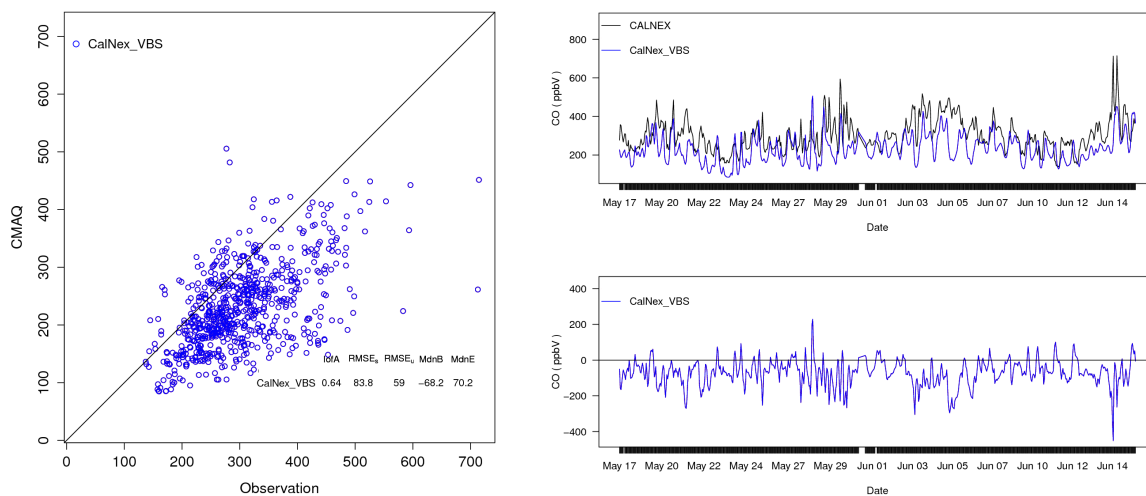 CalNex_VBS
CMAQ
700
600
500
400
300
200
100
0
IofA RMSEs RMSEu MdnB MdnE
CalNex_VBS 0.64 83.8 59 −68.2 70.2
0 100 200 300 400 500 600 700
Observation
CALNEX
CalNex_VBS
CO ( ppbV )
800
600
400
200
May 17 May 20 May 22 May 24 May 27 May 29 Jun 01 Jun 03 Jun 05 Jun 07 Jun 10 Jun 12 Jun 14
Date
CalNex_VBS
CO ( ppbV )
400
200
0
−200
−400
May 17 May 20 May 22 May 24 May 27 May 29 Jun 01 Jun 03 Jun 05 Jun 07 Jun 10 Jun 12 Jun 14
Date